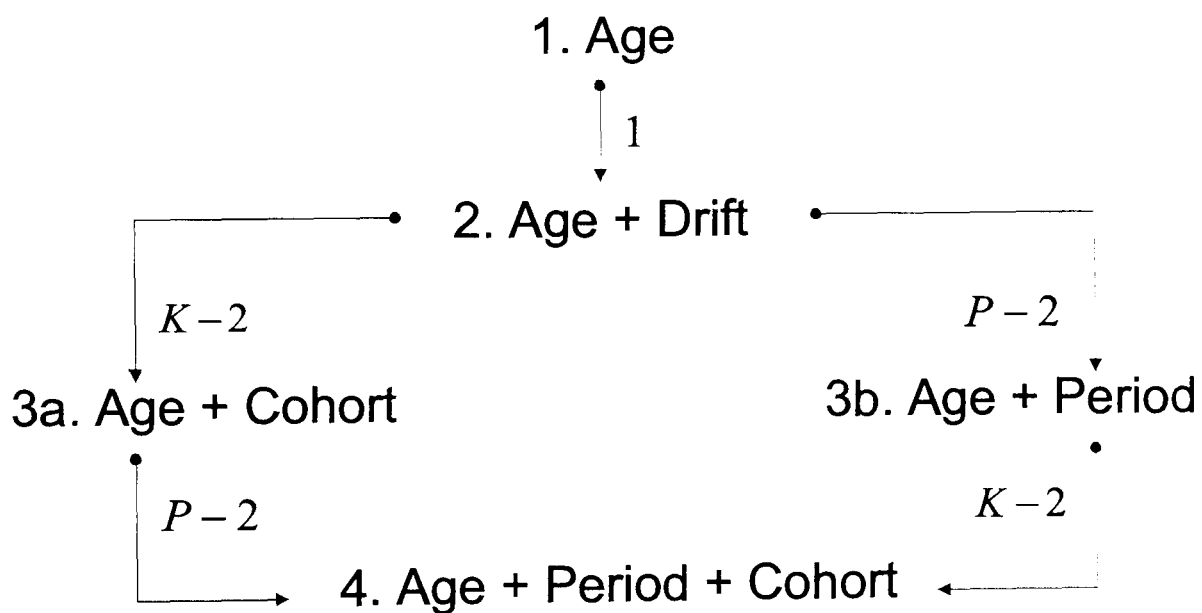 1. Age
1
2. Age + Drift
K – 2
P – 2
3a. Age + Cohort
3b. Age + Period
P – 2
K – 2
4. Age + Period + Cohort